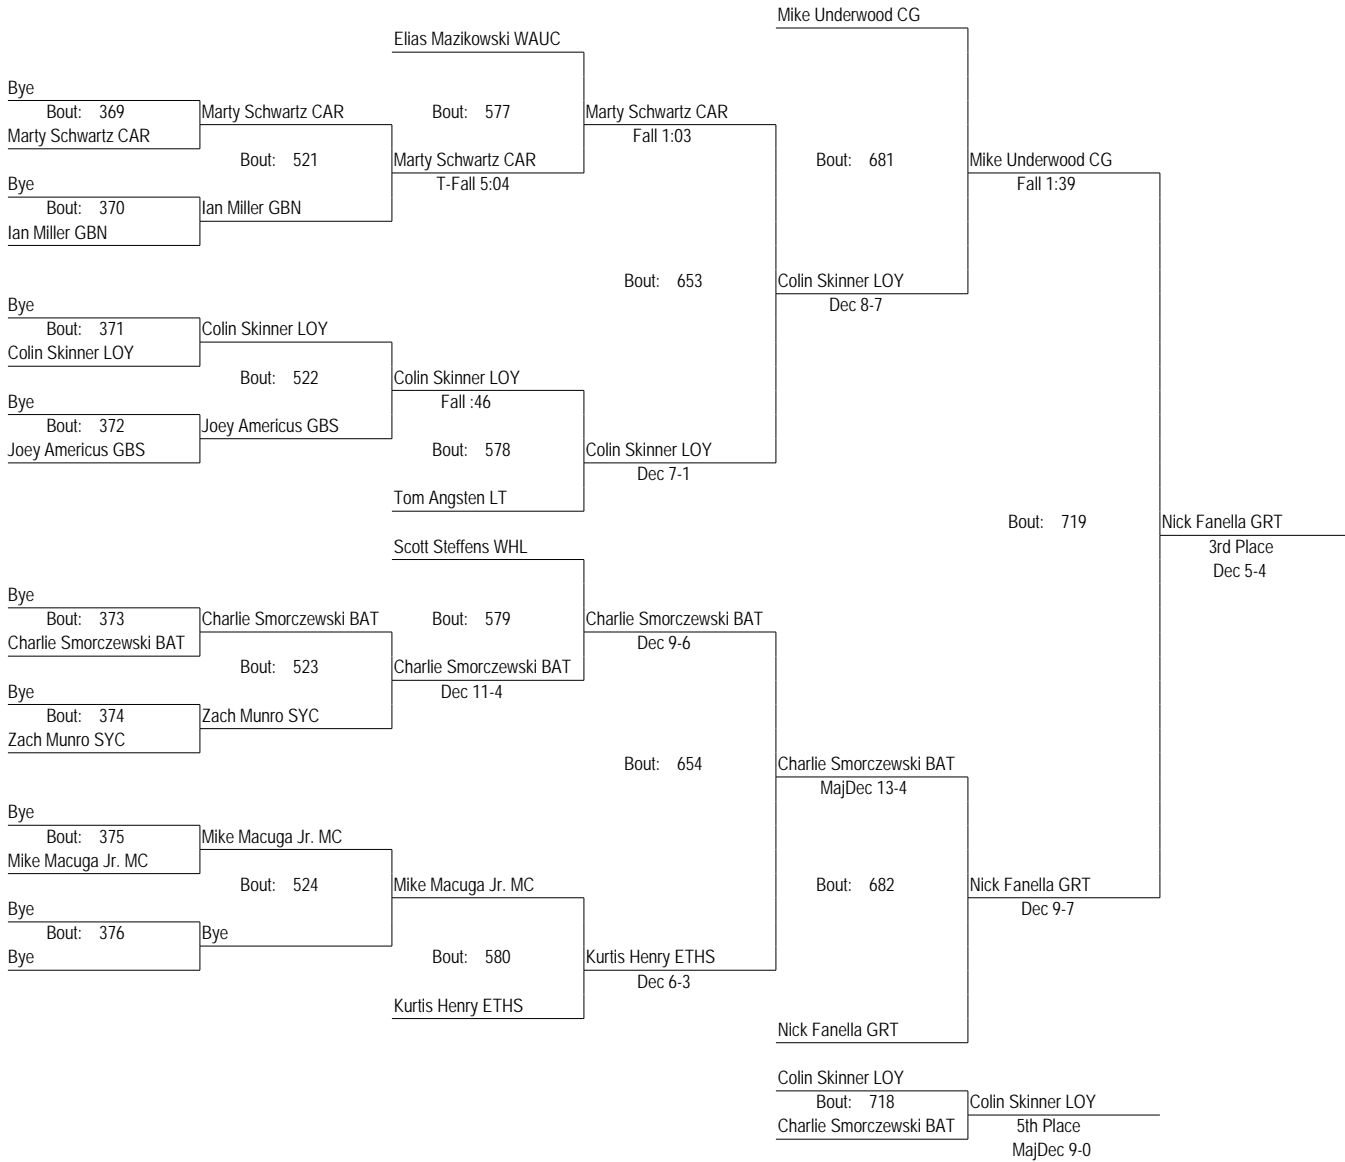 Mike Underwood CG
Elias Mazikowski WAUC
Bye
Bout: 369
Marty Schwartz CAR
Marty Schwartz CAR
Bout: 577
Marty Schwartz CAR
Fall 1:03
Bout: 521
Marty Schwartz CAR
T-Fall 5:04
Bout: 681
Mike Underwood CG
Fall 1:39
Bye
Bout: 370
Ian Miller GBN
Ian Miller GBN
Bout: 653
Colin Skinner LOY
Dec 8-7
Bye
Bout: 371
Colin Skinner LOY
Colin Skinner LOY
Bout: 522
Colin Skinner LOY
Fall :46
Bye
Bout: 372
Joey Americus GBS
Joey Americus GBS
Bout: 578
Colin Skinner LOY
Dec 7-1
Tom Angsten LT
Bout: 719
Nick Fanella GRT
3rd Place
Dec 5-4
Scott Steffens WHL
Bye
Bout: 373
Charlie Smorczewski BAT
Charlie Smorczewski BAT
Bout: 579
Charlie Smorczewski BAT
Dec 9-6
Bout: 523
Charlie Smorczewski BAT
Dec 11-4
Bye
Bout: 374
Zach Munro SYC
Zach Munro SYC
Bout: 654
Charlie Smorczewski BAT
MajDec 13-4
Bye
Bout: 375
Mike Macuga Jr. MC
Mike Macuga Jr. MC
Bout: 524
Mike Macuga Jr. MC
Bout: 682
Nick Fanella GRT
Dec 9-7
Bye
Bout: 376
Bye
Bye
Bout: 580
Kurtis Henry ETHS
Dec 6-3
Kurtis Henry ETHS
Nick Fanella GRT
Colin Skinner LOY
Bout: 718
Charlie Smorczewski BAT
Colin Skinner LOY
5th Place
MajDec 9-0